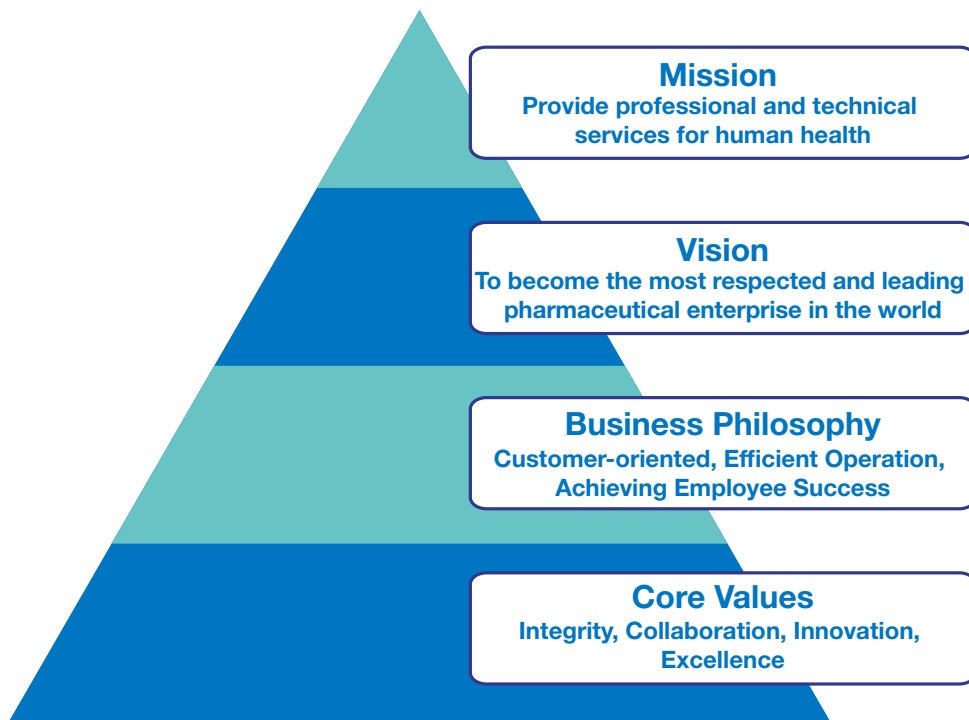 Mission
Provide professional and technical
services for human health
Vision
To become the most respected and leading
pharmaceutical enterprise in the world
Business Philosophy
Customer-oriented, Efficient Operation,
Achieving Employee Success
Core Values
Integrity, Collaboration, Innovation,
Excellence